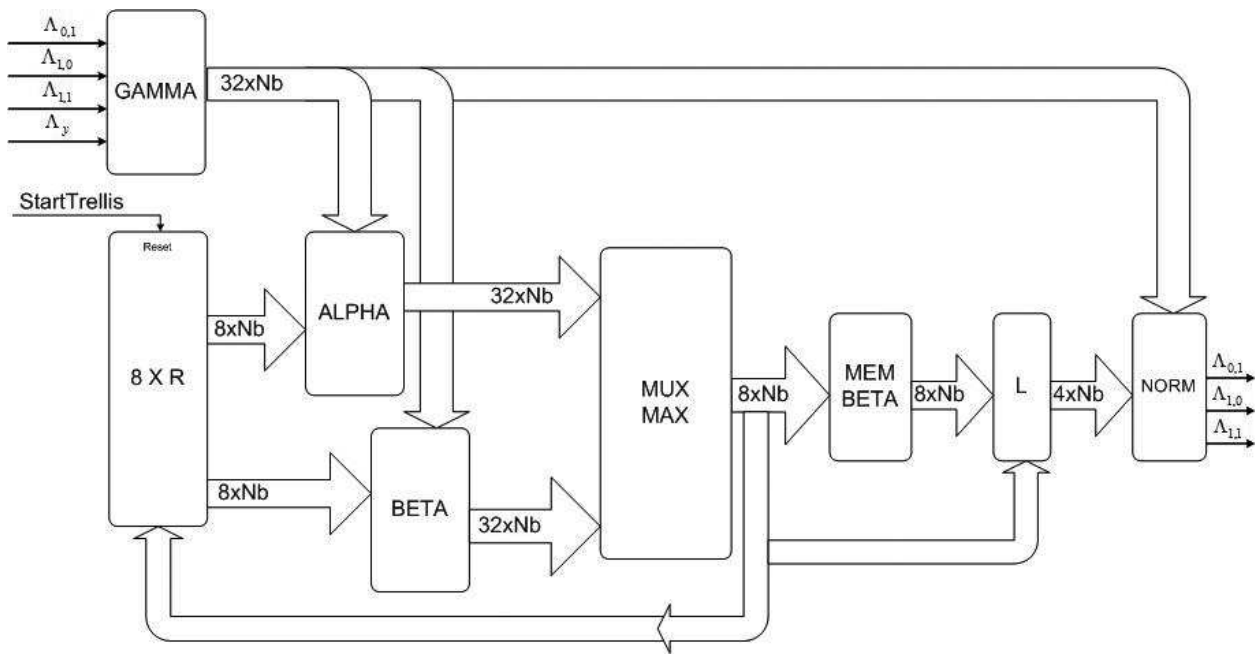 Λ0,1
Λ1,0
Λ1,1
Λy
GAMMA
32xNb
StartTrellis
Reset
8 X R
8xNb
ALPHA
32xNb
8xNb
BETA
32xNb
MUX
MAX
8xNb
MEM
BETA
8xNb
L
4xNb
NORM
Λ0,1
Λ1,0
Λ1,1